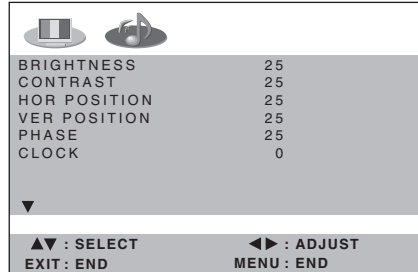 BRIGHTNESS 25
CONTRAST 25
HOR POSITION 25
VER POSITION 25
PHASE 25
CLOCK 0
▼
▲▼ : SELECT ◀▶ : ADJUST
EXIT : END MENU : END